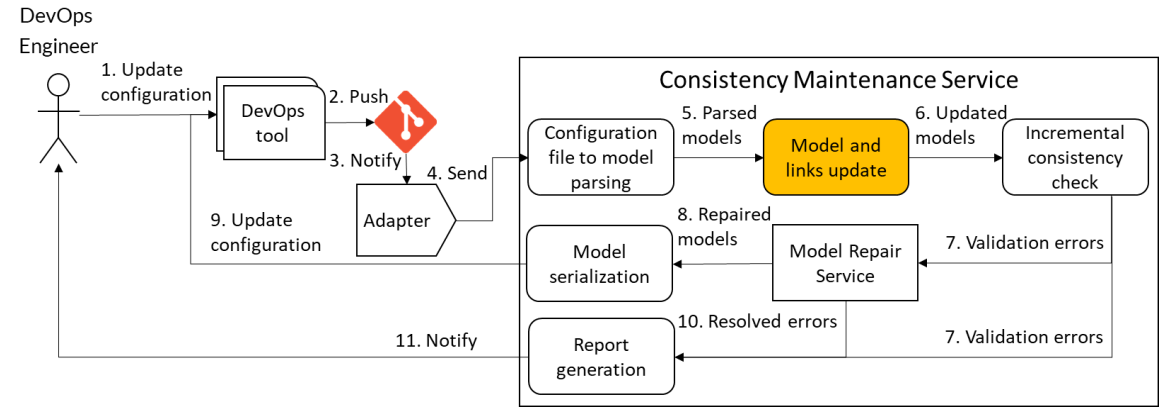 DevOps
Engineer
1. Update
configuration
DevOps
tool
2. Push
3. Notify
4. Send
Adapter
Consistency Maintenance Service
Configuration
file to model
parsing
5. Parsed
models
Model and
links update
6. Updated
models
Incremental
consistency
check
9. Update
configuration
Model
serialization
8. Repaired
models
Model Repair
Service
7. Validation errors
11. Notify
Report
generation
10. Resolved errors
7. Validation errors